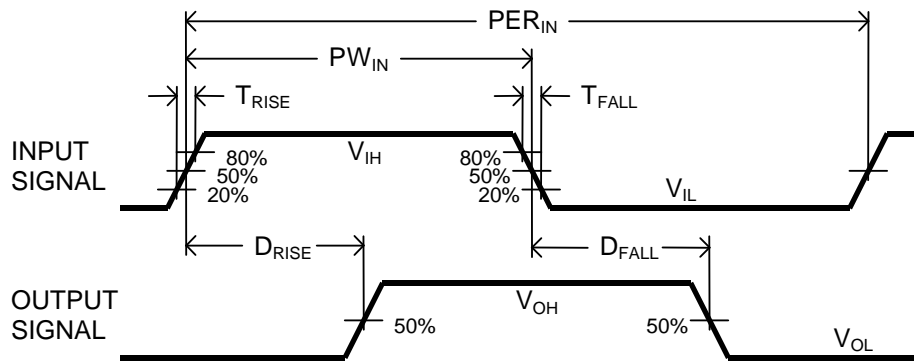 PER_IN
PW_IN
T_RISE
T_FALL
INPUT
SIGNAL
80%
V_IH
80%
50%
50%
20%
20%
V_IL
D_RISE
D_FALL
OUTPUT
SIGNAL
V_OH
50%
50%
V_OL